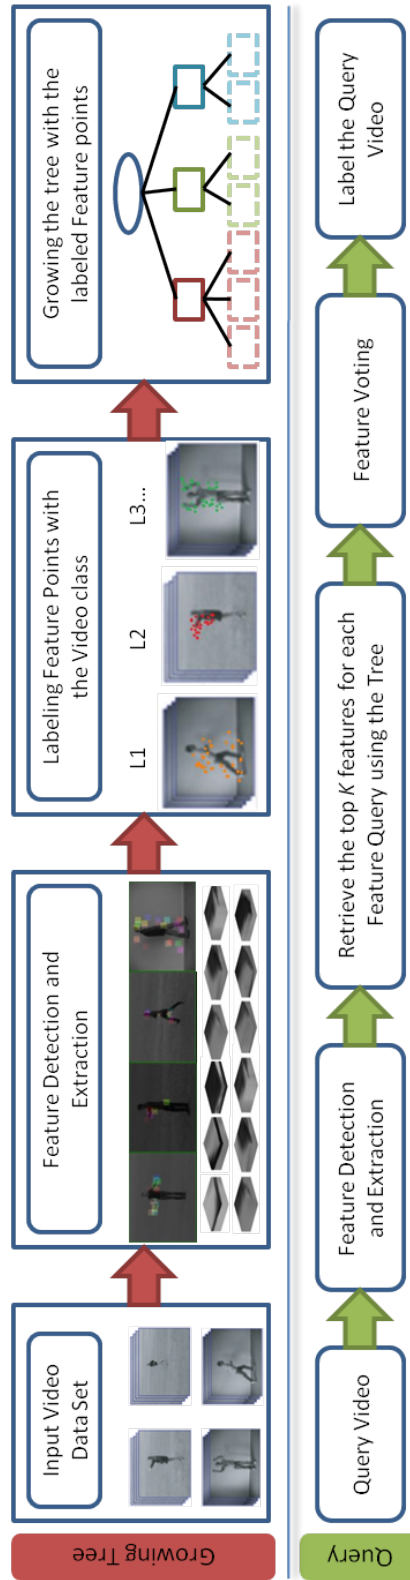 Growing Tree
Input Video
Data Set
Feature Detection and
Extraction
Labeling Feature Points with
the Video class
L1
L2
L3...
Growing the tree with the
labeled Feature points
Query
Query Video
Feature Detection
and Extraction
Retrieve the top K features for each
Feature Query using the Tree
Feature Voting
Label the Query
Video